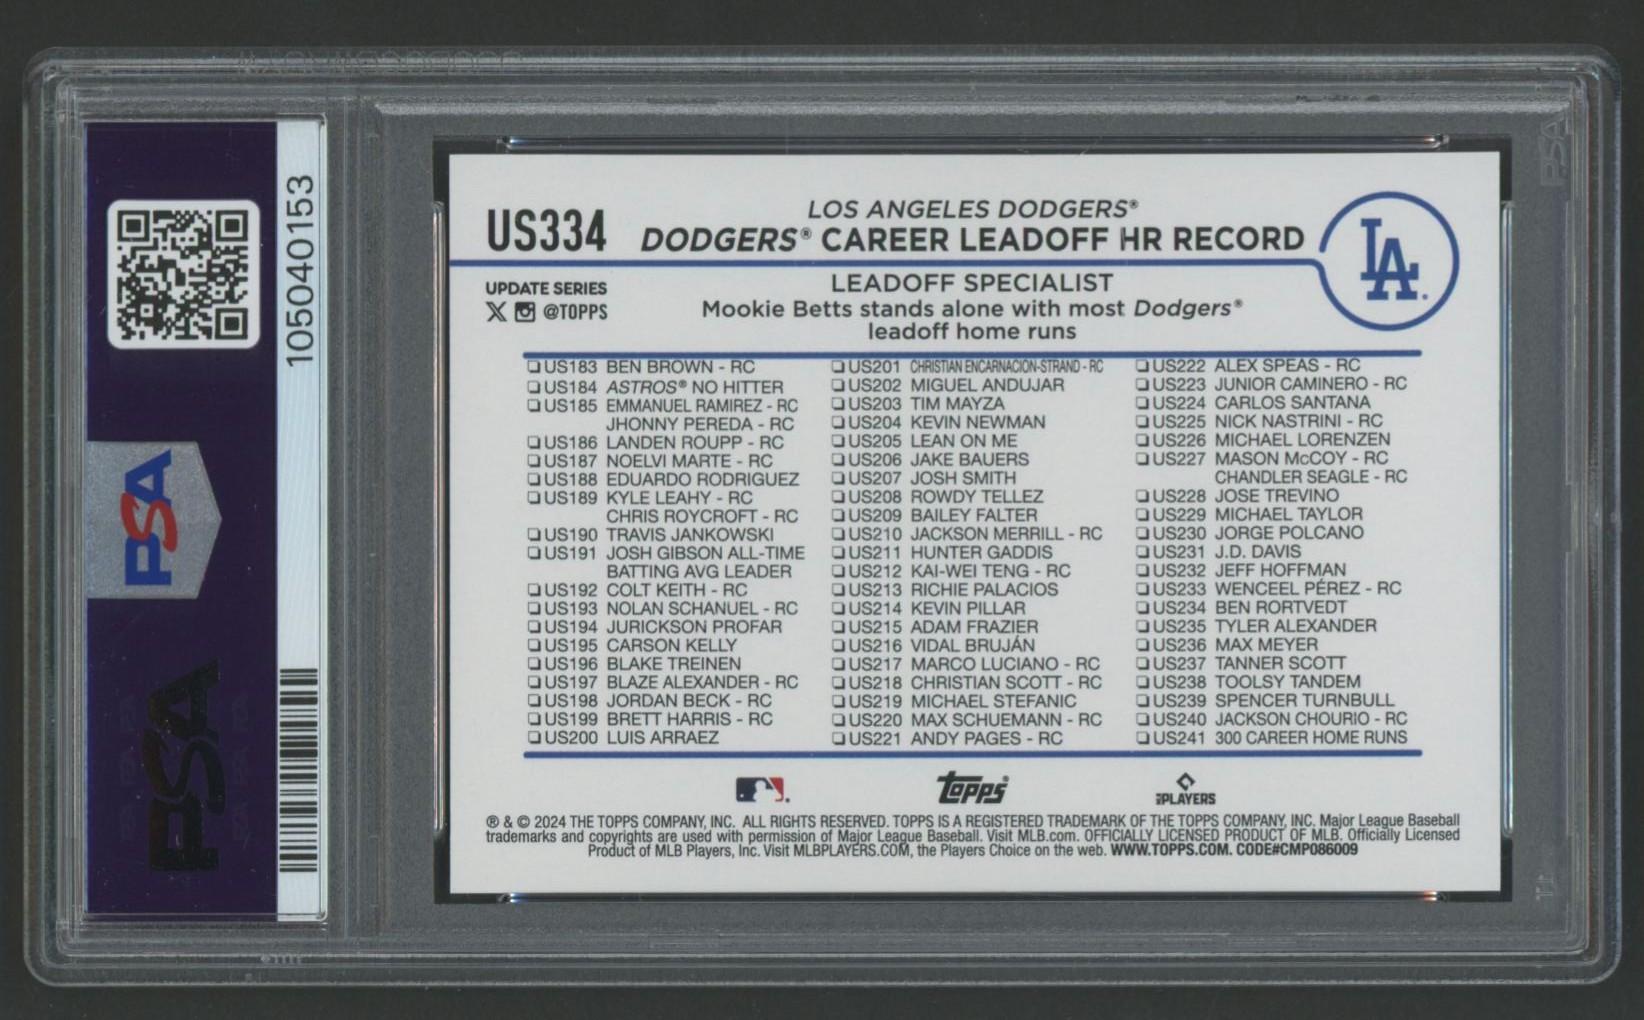 105040153
PSA
PSA
US334
LOS ANGELES DODGERS®
DODGERS® CAREER LEADOFF HR RECORD
LA
UPDATE SERIES
@TOPPS
LEADOFF SPECIALIST
Mookie Betts stands alone with most Dodgers®
leadoff home runs
US183 BEN BROWN - RC
US184 ASTROS® NO HITTER
US185 EMMANUEL RAMIREZ - RC
JHONNY PEREDA - RC
US186 LANDEN ROUPP - RC
US187 NOELVI MARTE - RC
US188 EDUARDO RODRIGUEZ
US189 KYLE LEAHY - RC
CHRIS ROYCROFT - RC
US190 TRAVIS JANKOWSKI
US191 JOSH GIBSON ALL-TIME
BATTING AVG LEADER
US192 COLT KEITH - RC
US193 NOLAN SCHANUEL - RC
US194 JURICKSON PROFAR
US195 CARSON KELLY
US196 BLAKE TREINEN
US197 BLAZE ALEXANDER - RC
US198 JORDAN BECK - RC
US199 BRETT HARRIS - RC
US200 LUIS ARRAEZ
US201 CHRISTIAN ENCARNACION-STRAND - RC
US202 MIGUEL ANDUJAR
US203 TIM MAYZA
US204 KEVIN NEWMAN
US205 LEAN ON ME
US206 JAKE BAUERS
US207 JOSH SMITH
US208 ROWDY TELLEZ
US209 BAILEY FALTER
US210 JACKSON MERRILL - RC
US211 HUNTER GADDIS
US212 KAI-WEI TENG - RC
US213 RICHIE PALACIOS
US214 KEVIN PILLAR
US215 ADAM FRAZIER
US216 VIDAL BRUJÁN
US217 MARCO LUCIANO - RC
US218 CHRISTIAN SCOTT - RC
US219 MICHAEL STEFANIC
US220 MAX SCHUEMANN - RC
US221 ANDY PAGES - RC
US222 ALEX SPEAS - RC
US223 JUNIOR CAMINERO - RC
US224 CARLOS SANTANA
US225 NICK NASTRINI - RC
US226 MICHAEL LORENZEN
US227 MASON McCOY - RC
CHANDLER SEAGLE - RC
US228 JOSE TREVINO
US229 MICHAEL TAYLOR
US230 JORGE POLCANO
US231 J.D. DAVIS
US232 JEFF HOFFMAN
US233 WENCEEL PÉREZ - RC
US234 BEN RORTVEDT
US235 TYLER ALEXANDER
US236 MAX MEYER
US237 TANNER SCOTT
US238 TOOLSY TANDEM
US239 SPENCER TURNBULL
US240 JACKSON CHOURIO - RC
US241 300 CAREER HOME RUNS
Topps®
PLAYERS
® & © 2024 THE TOPPS COMPANY, INC. ALL RIGHTS RESERVED. TOPPS IS A REGISTERED TRADEMARK OF THE TOPPS COMPANY, INC. Major League Baseball
trademarks and copyrights are used with permission of Major League Baseball. Visit MLB.com. OFFICIALLY LICENSED PRODUCT OF MLB. Officially Licensed
Product of MLB Players, Inc. Visit MLBPLAYERS.COM, the Players Choice on the web. WWW.TOPPS.COM. CODE#CMP086009
PSA